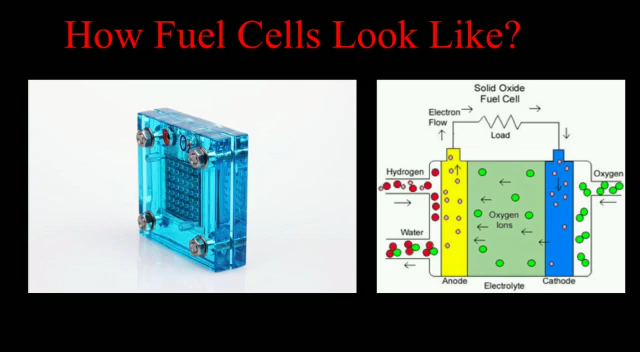 How Fuel Cells Look Like?
Solid Oxide
Fuel Cell
Electron
Flow
Load
Hydrogen
Oxygen
Oxygen
Ions
Water
Anode
Electrolyte
Cathode